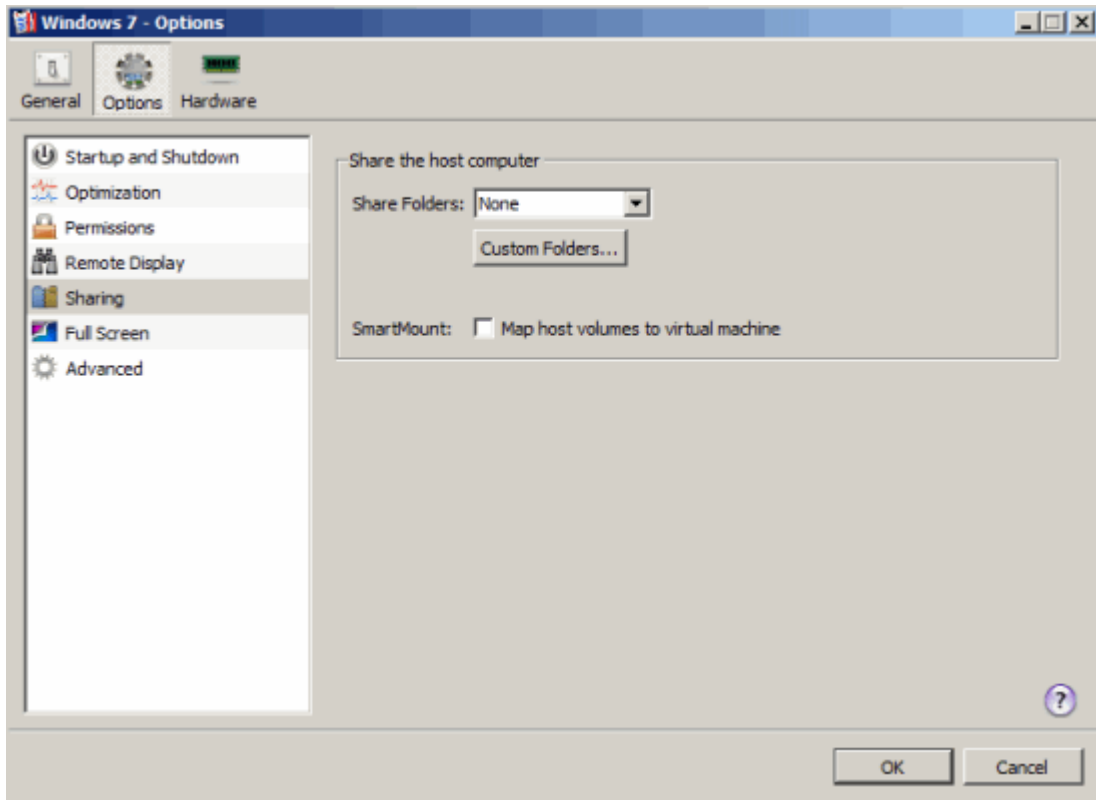 Windows 7 - Options
General Options Hardware
Startup and Shutdown
Optimization
Permissions
Remote Display
Sharing
Full Screen
Advanced
Share the host computer
Share Folders: None
Custom Folders...
SmartMount: Map host volumes to virtual machine
?
OK Cancel